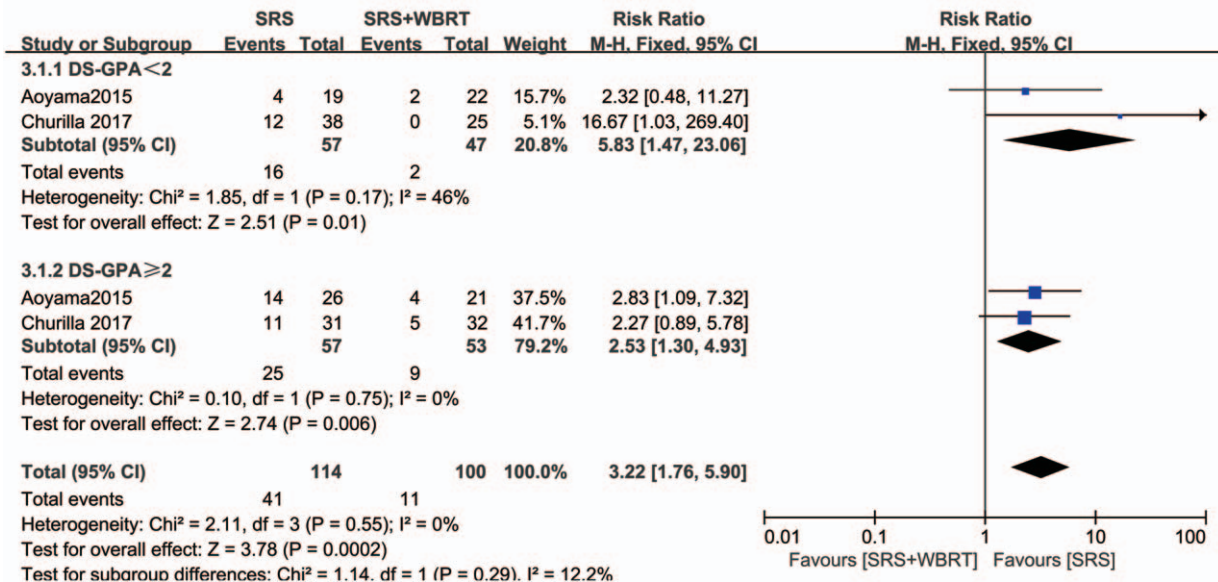 SRS SRS+WBRT Risk Ratio Risk Ratio
Study or Subgroup Events Total Events Total Weight M-H, Fixed, 95% CI M-H, Fixed, 95% CI
3.1.1 DS-GPA<2
Aoyama2015 4 19 2 22 15.7% 2.32 [0.48, 11.27]
Churilla 2017 12 38 0 25 5.1% 16.67 [1.03, 269.40]
Subtotal (95% CI) 57 47 20.8% 5.83 [1.47, 23.06]
Total events 16 2
Heterogeneity: Chi² = 1.85, df = 1 (P = 0.17); I² = 46%
Test for overall effect: Z = 2.51 (P = 0.01)
3.1.2 DS-GPA≥2
Aoyama2015 14 26 4 21 37.5% 2.83 [1.09, 7.32]
Churilla 2017 11 31 5 32 41.7% 2.27 [0.89, 5.78]
Subtotal (95% CI) 57 53 79.2% 2.53 [1.30, 4.93]
Total events 25 9
Heterogeneity: Chi² = 0.10, df = 1 (P = 0.75); I² = 0%
Test for overall effect: Z = 2.74 (P = 0.006)
Total (95% CI) 114 100 100.0% 3.22 [1.76, 5.90]
Total events 41 11
Heterogeneity: Chi² = 2.11, df = 3 (P = 0.55); I² = 0%
Test for overall effect: Z = 3.78 (P = 0.0002)
Test for subgroup differences: Chi² = 1.14, df = 1 (P = 0.29), I² = 12.2%
0.01 0.1 1 10 100
Favours [SRS+WBRT] Favours [SRS]